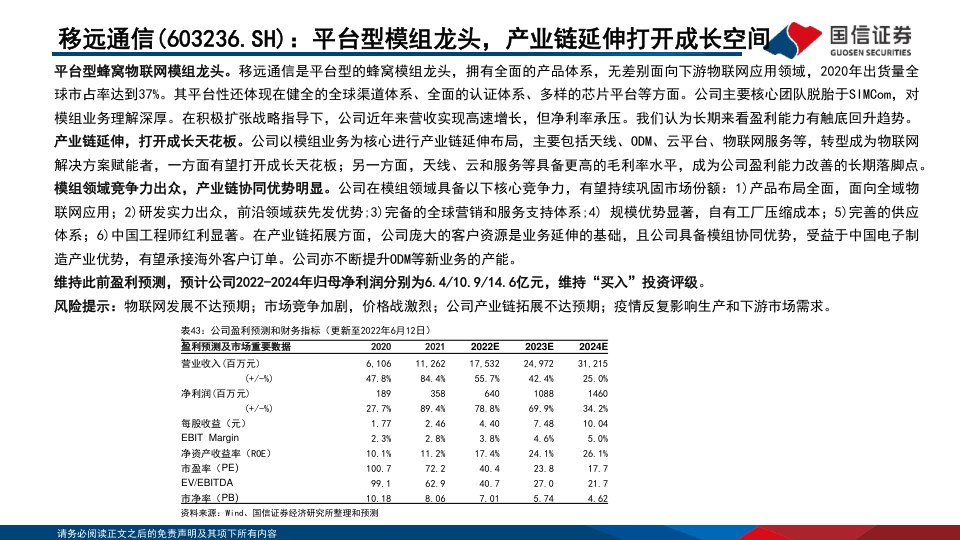 移远通信(603236.SH)：平台型模组龙头，产业链延伸打开成长空间
国信证券
GUOSEN SECURITIES
平台型蜂窝物联网模组龙头。移远通信是平台型的蜂窝模组龙头，拥有全面的产品体系，无差别面向下游物联网应用领域，2020年出货量全
球市占率达到37%。其平台性还体现在健全的全球渠道体系、全面的认证体系、多样的芯片平台等方面。公司主要核心团队脱胎于SIMCom，对
模组业务理解深厚。在积极扩张战略指导下，公司近年来营收实现高速增长，但净利率承压。我们认为长期来看盈利能力有触底回升趋势。
产业链延伸，打开成长天花板。公司以模组业务为核心进行产业链延伸布局，主要包括天线、ODM、云平台、物联网服务等，转型成为物联网
解决方案赋能者，一方面有望打开成长天花板；另一方面，天线、云和服务等具备更高的毛利率水平，成为公司盈利能力改善的长期落脚点。
模组领域竞争力出众，产业链协同优势明显。公司在模组领域具备以下核心竞争力，有望持续巩固市场份额：1)产品布局全面，面向全域物
联网应用；2)研发实力出众，前沿领域获先发优势;3)完备的全球营销和服务支持体系;4) 规模优势显著，自有工厂压缩成本；5)完善的供应
体系；6)中国工程师红利显著。在产业链拓展方面，公司庞大的客户资源是业务延伸的基础，且公司具备模组协同优势，受益于中国电子制
造产业优势，有望承接海外客户订单。公司亦不断提升ODM等新业务的产能。
维持此前盈利预测，预计公司2022-2024年归母净利润分别为6.4/10.9/14.6亿元，维持“买入”投资评级。
风险提示：物联网发展不达预期；市场竞争加剧，价格战激烈；公司产业链拓展不达预期；疫情反复影响生产和下游市场需求。
表43：公司盈利预测和财务指标（更新至2022年6月12日）
盈利预测及市场重要数据 2020 2021 2022E 2023E 2024E
营业收入(百万元) 6,106 11,262 17,532 24,972 31,215
(+/-%) 47.8% 84.4% 55.7% 42.4% 25.0%
净利润(百万元) 189 358 640 1088 1460
(+/-%) 27.7% 89.4% 78.8% 69.9% 34.2%
每股收益（元） 1.77 2.46 4.40 7.48 10.04
EBIT Margin 2.3% 2.8% 3.8% 4.6% 5.0%
净资产收益率（ROE） 10.1% 11.2% 17.4% 24.1% 26.1%
市盈率（PE) 100.7 72.2 40.4 23.8 17.7
EV/EBITDA 99.1 62.9 40.7 27.0 21.7
市净率（PB) 10.18 8.06 7.01 5.74 4.62
资料来源：Wind、国信证券经济研究所整理和预测
请务必阅读正文之后的免责声明及其项下所有内容